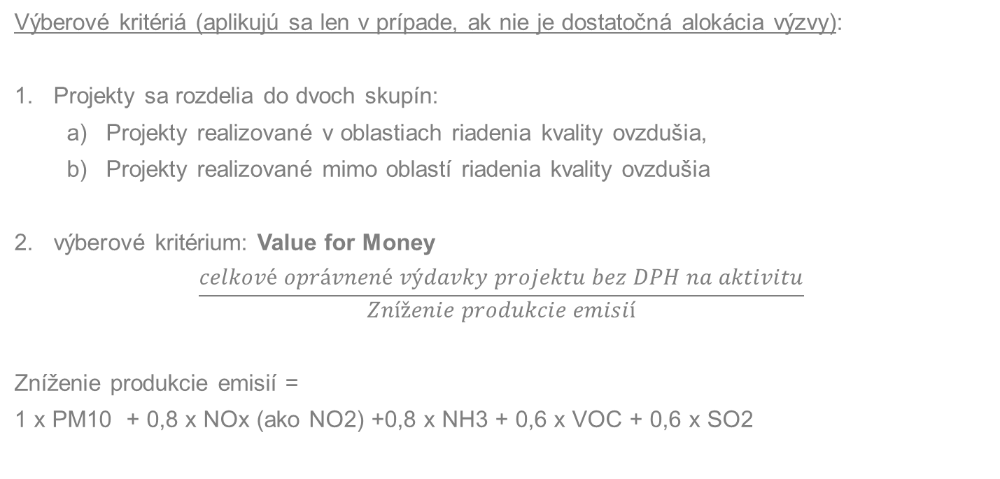 Výberové kritériá (aplikujú sa len v prípade, ak nie je dostatočná alokácia výzvy):
1. Projekty sa rozdelia do dvoch skupín:
a) Projekty realizované v oblastiach riadenia kvality ovzdušia,
b) Projekty realizované mimo oblastí riadenia kvality ovzdušia
2. výberové kritérium: Value for Money
celkové oprávnené výdavky projektu bez DPH na aktivitu
Zníženie produkcie emisií
Zníženie produkcie emisií =
1 x PM10 + 0,8 x NOx (ako NO2) +0,8 x NH3 + 0,6 x VOC + 0,6 x SO2